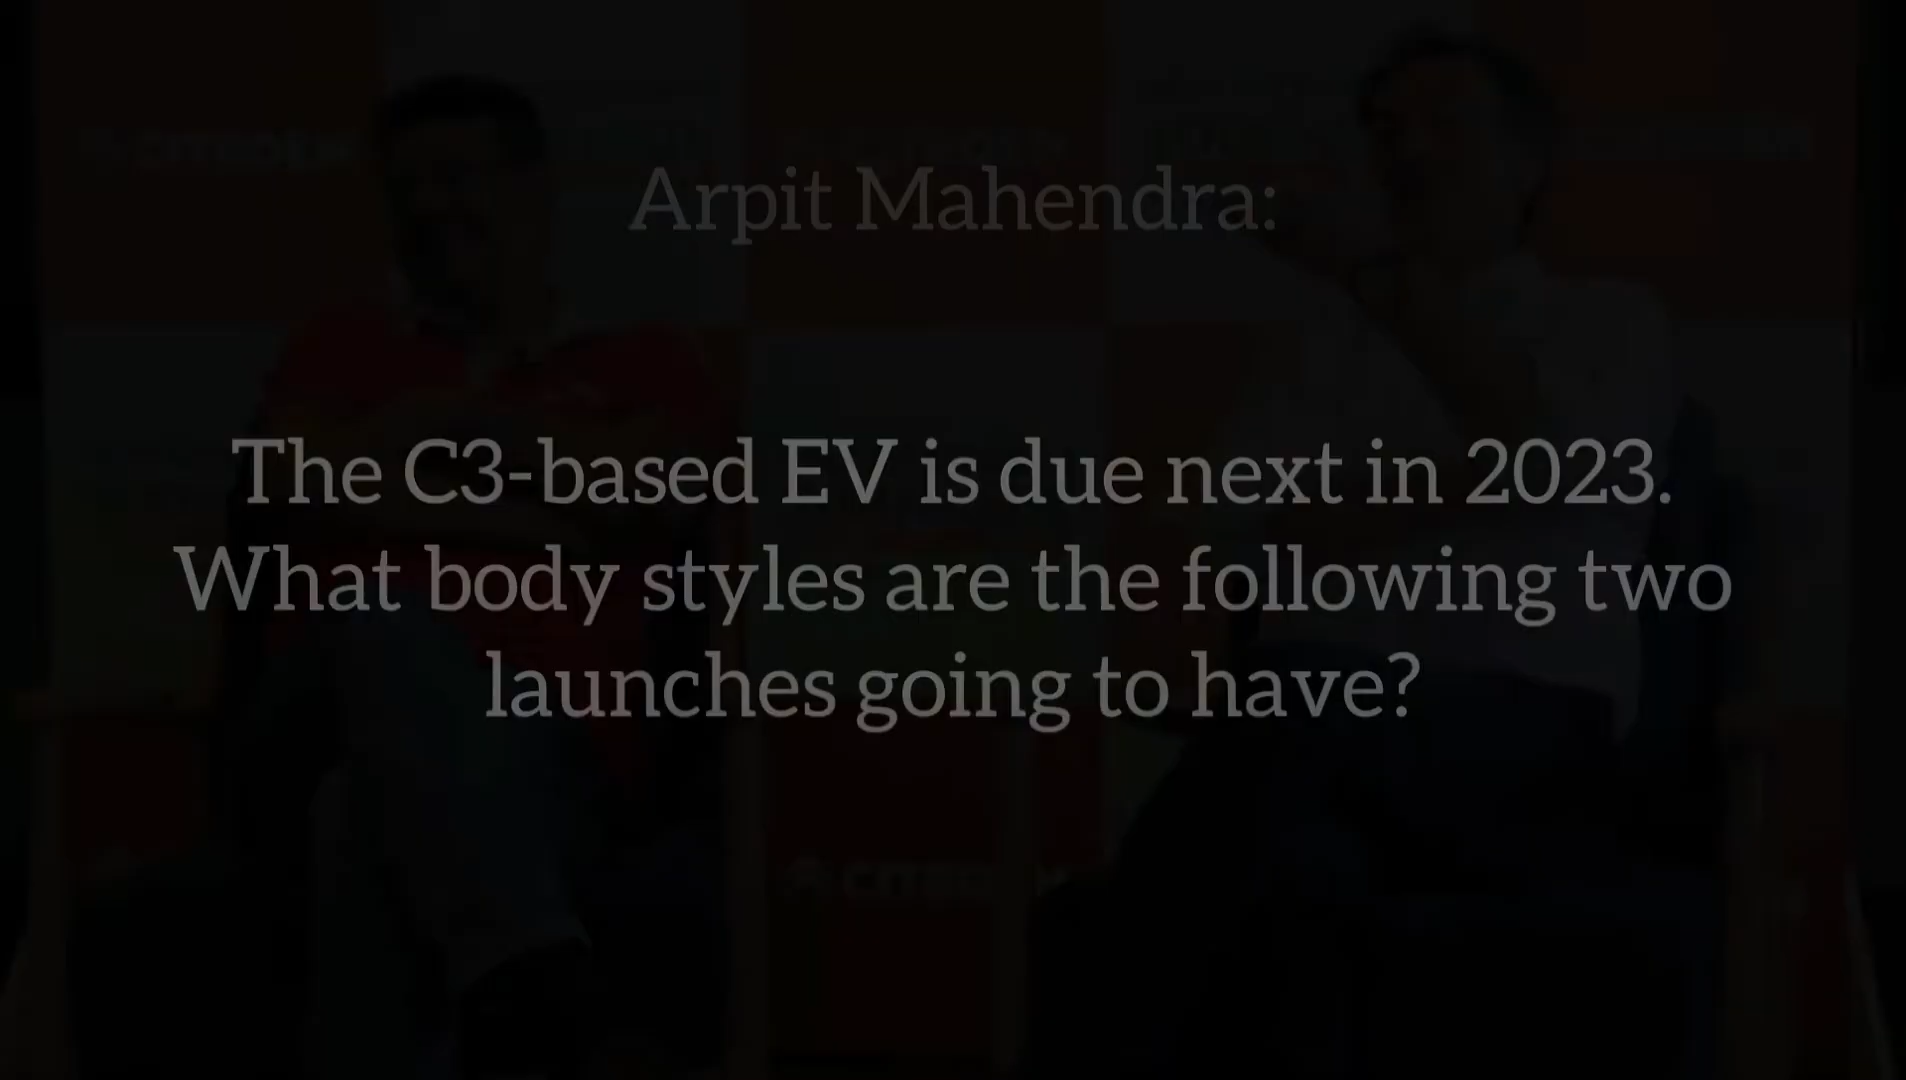 Arpit Mahendra:
The C3-based EV is due next in 2023.
What body styles are the following two
launches going to have?
CITROËN